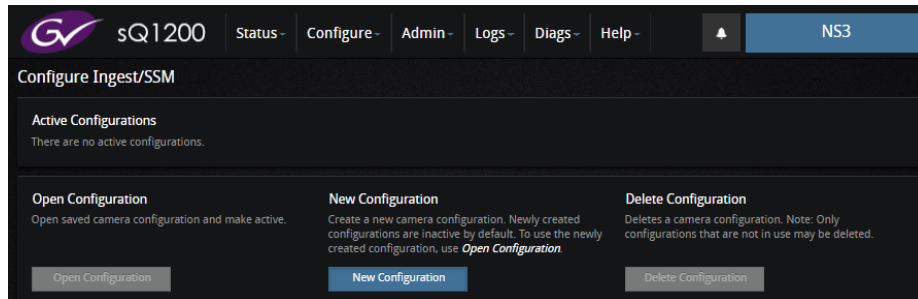 GV sQ1200 Status Configure Admin Logs Diags Help NS3
Configure Ingest/SSM
Active Configurations
There are no active configurations.
Open Configuration
Open saved camera configuration and make active.
Open Configuration
New Configuration
Create a new camera configuration. Newly created
configurations are inactive by default. To use the newly
created configuration, use Open Configuration.
New Configuration
Delete Configuration
Deletes a camera configuration. Note: Only
configurations that are not in use may be deleted.
Delete Configuration